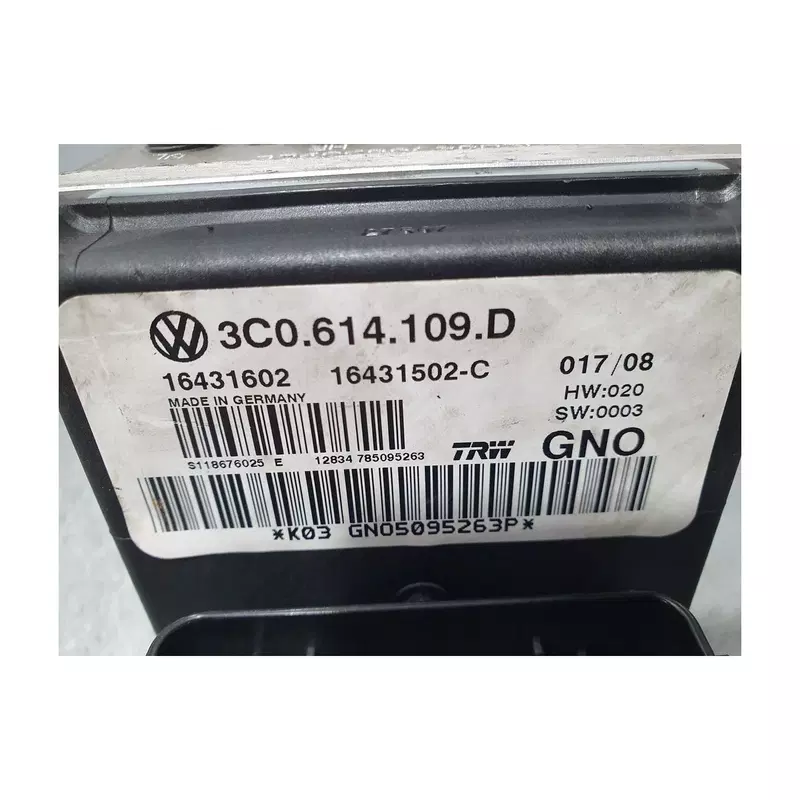 3C0.614.109.D
16431602 16431502-C 017/08
MADE IN GERMANY HW:020
SW:0003
S118676025 E 12834 785095263 TRW GNO
*K03 GNO5095263P*